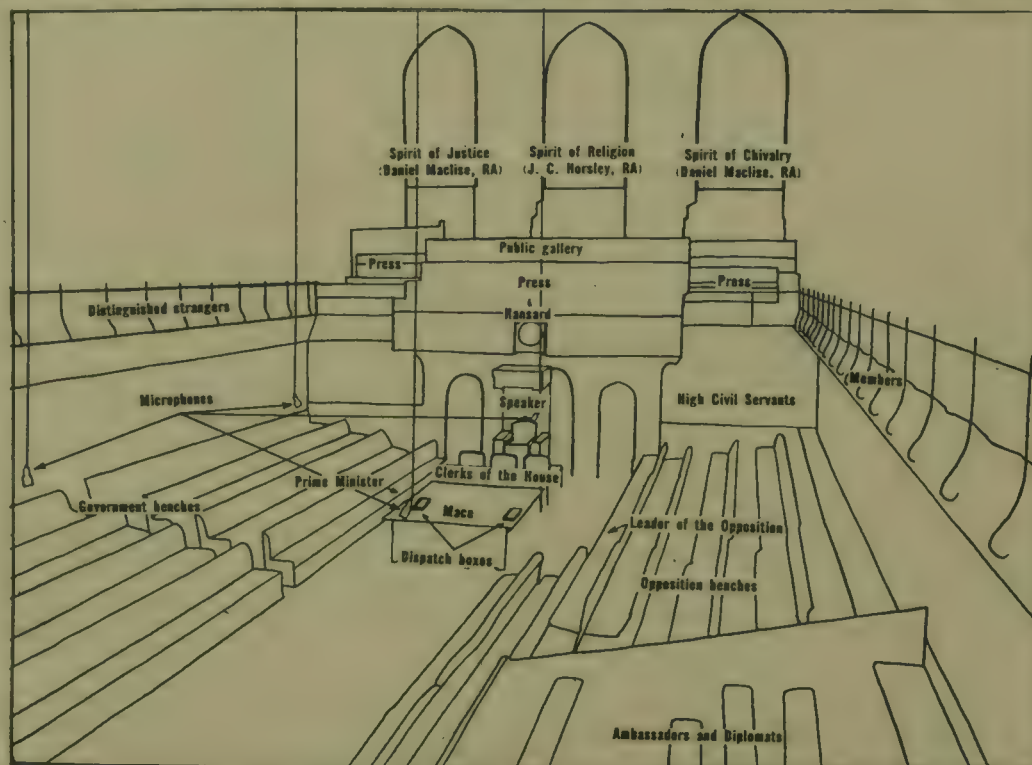 Spirit of Justice
(Daniel Maclise, RA)
Spirit of Religion
(J. C. Horsley, RA)
Spirit of Chivalry
(Daniel Maclise, RA)
Public gallery
Press
Press
&
Hansard
Press
Distinguished strangers
Members
Microphones
Speaker
High Civil Servants
Prime Minister
Clerks of the House
Government benches
Mace
Leader of the Opposition
Dispatch boxes
Opposition benches
Ambassadors and Diplomats